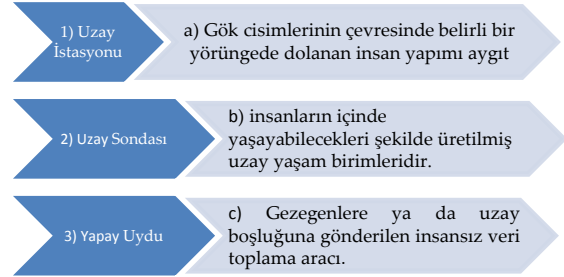 1) Uzay
İstasyonu
a) Gök cisimlerinin çevresinde belirli bir
yörüngede dolanan insan yapımı aygıt
2) Uzay Sondası
b) insanların içinde
yaşayabilecekleri şekilde üretilmiş
uzay yaşam birimleridir.
3) Yapay Uydu
c) Gezegenlere ya da uzay
boşluğuna gönderilen insansız veri
toplama aracı.